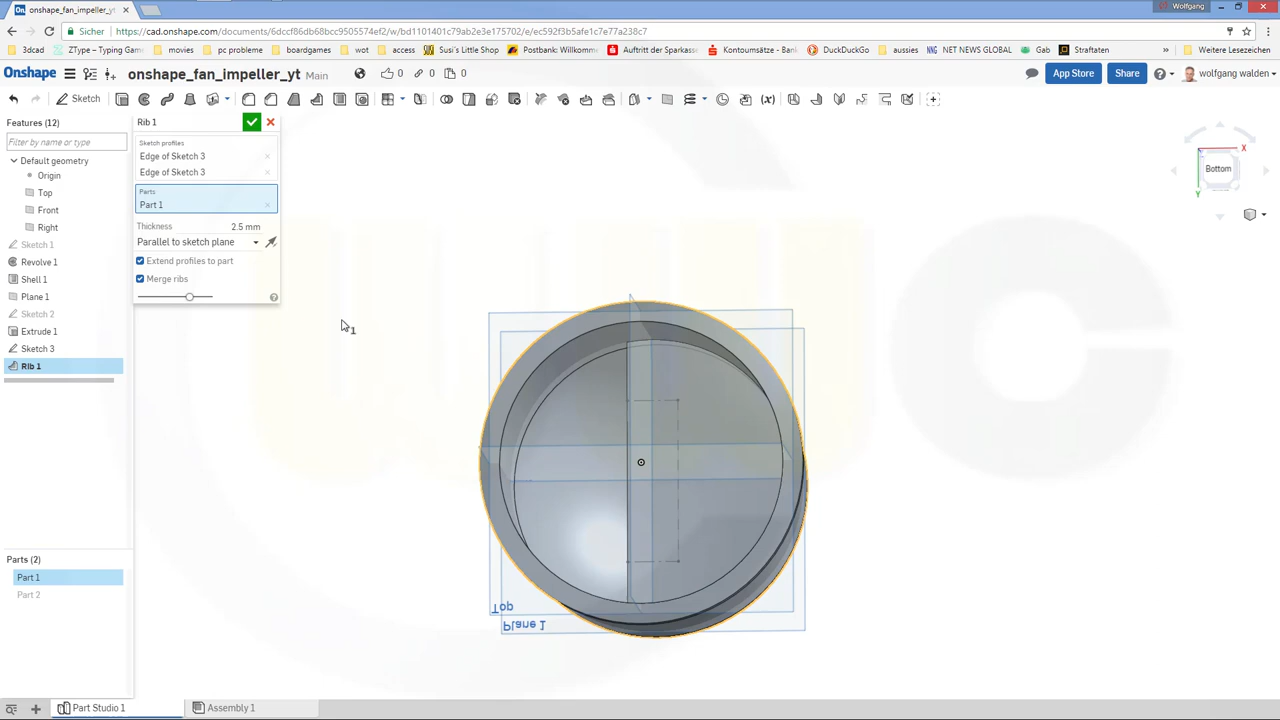 onshape_fan_impeller_yt
Wolfgang
Sicher
https://cad.onshape.com/documents/6dccf86db68bcc9505574ef2/w/bd1101401c79ab2e3e175372/e/ec592f3b5afe1c7e77a238c7
3dcad
ZType – Typing Game
movies
pc probleme
boardgames
wot
access
Susi's Little Shop
Postbank: Willkomme
Auftritt der Sparkasse
Kontoumsätze - Bank
DuckDuckGo
aussies
NET NEWS GLOBAL
Gab
Straftaten
»
Weitere Lesezeichen
Onshape
onshape_fan_impeller_yt
Main
0
0
0
App Store
Share
wolfgang walden
Sketch
(x)
Features (12)
Filter by name or type
Default geometry
Origin
Top
Front
Right
Sketch 1
Revolve 1
Shell 1
Plane 1
Sketch 2
Extrude 1
Sketch 3
Rib 1
Rib 1
Sketch profiles
Edge of Sketch 3
Edge of Sketch 3
Parts
Part 1
Thickness 2.5 mm
Parallel to sketch plane
Extend profiles to part
Merge ribs
1
Top
Plane 1
X
Bottom
Y
Parts (2)
Part 1
Part 2
Part Studio 1
Assembly 1